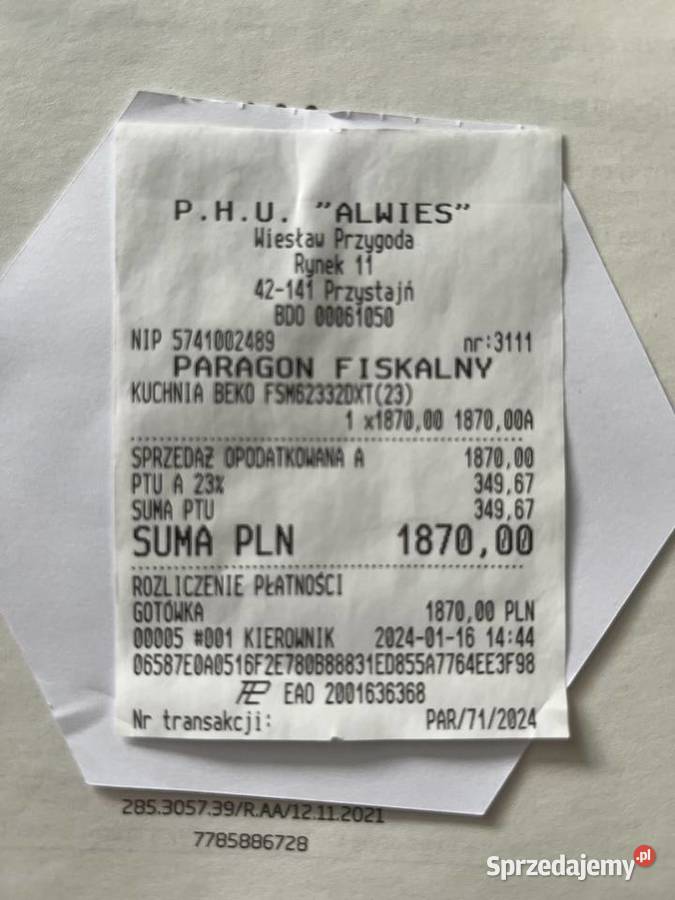 P.H.U. "ALWIES"
Wiesław Przygoda
Rynek 11
42-141 Przystajń
BDO 00061050
NIP 5741002489 nr:3111
PARAGON FISKALNY
KUCHNIA BEKO FSM62332DXT(23)
1 x1870,00 1870,00A
SPRZEDAŻ OPODATKOWANA A 1870,00
PTU A 23% 349,67
SUMA PTU 349,67
SUMA PLN 1870,00
ROZLICZENIE PŁATNOŚCI
GOTÓWKA 1870,00 PLN
00005 #001 KIEROWNIK 2024-01-16 14:44
06587E0A0516F2E780B88831ED855A7764EE3F98
EAO 2001636368
Nr transakcji: PAR/71/2024
285.3057.39/R.AA/12.11.2021
7785886728
Sprzedajemy.pl